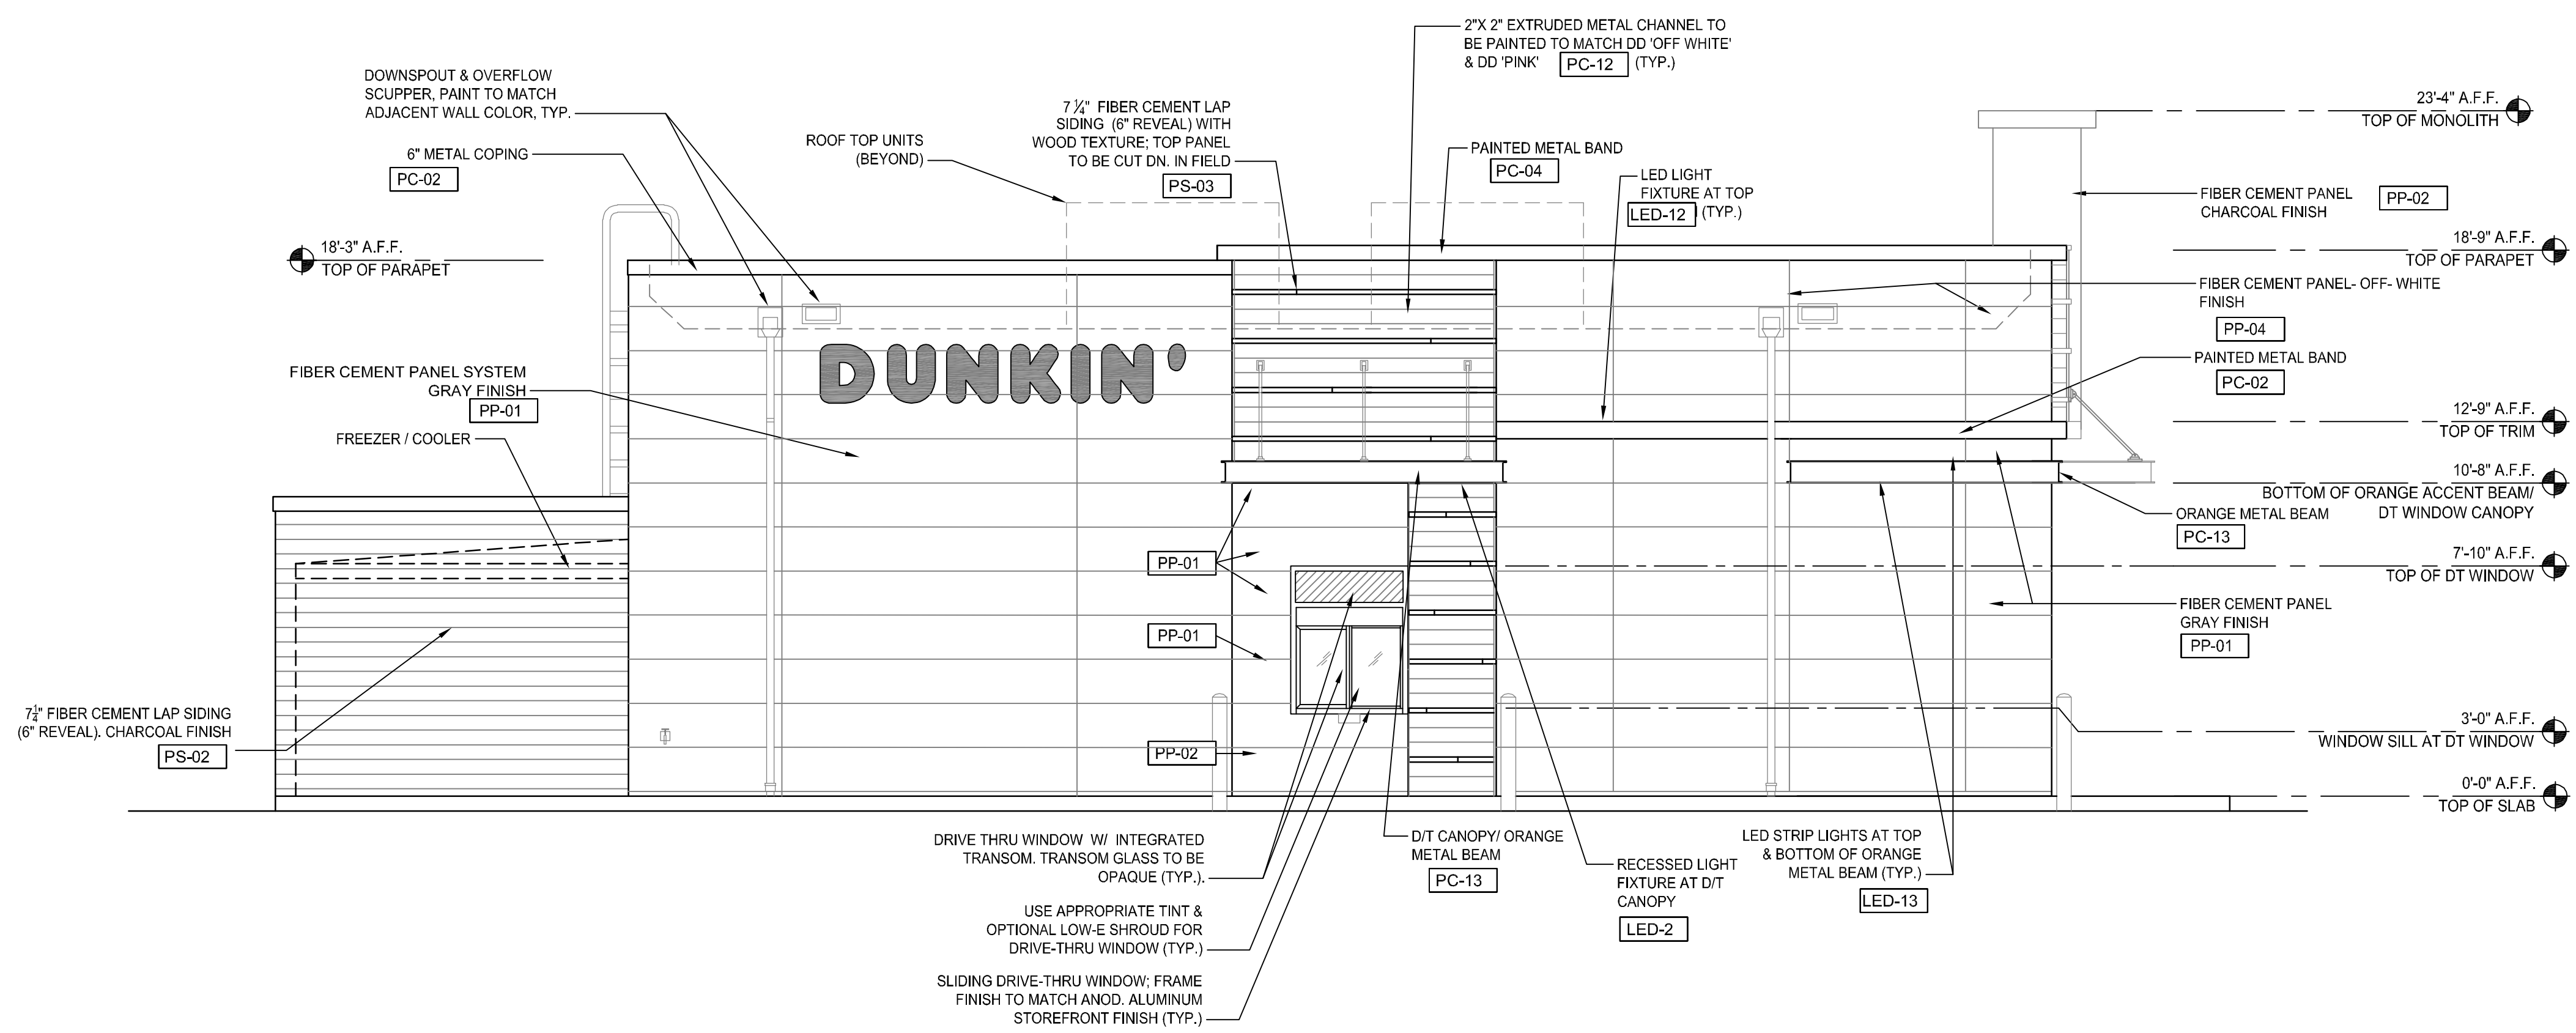 2"X 2" EXTRUDED METAL CHANNEL TO
BE PAINTED TO MATCH DD 'OFF WHITE'
& DD 'PINK' PC-12 (TYP.)
DOWNSPOUT & OVERFLOW
SCUPPER, PAINT TO MATCH
ADJACENT WALL COLOR, TYP.
6" METAL COPING
PC-02
ROOF TOP UNITS
(BEYOND)
7 ¼" FIBER CEMENT LAP
SIDING (6" REVEAL) WITH
WOOD TEXTURE; TOP PANEL
TO BE CUT DN. IN FIELD
PS-03
PAINTED METAL BAND
PC-04
LED LIGHT
FIXTURE AT TOP
LED-12 (TYP.)
23'-4" A.F.F.
TOP OF MONOLITH
FIBER CEMENT PANEL
CHARCOAL FINISH
PP-02
18'-3" A.F.F.
TOP OF PARAPET
18'-9" A.F.F.
TOP OF PARAPET
FIBER CEMENT PANEL- OFF- WHITE
FINISH
PP-04
PAINTED METAL BAND
PC-02
DUNKIN'
FIBER CEMENT PANEL SYSTEM
GRAY FINISH
PP-01
FREEZER / COOLER
12'-9" A.F.F.
TOP OF TRIM
10'-8" A.F.F.
BOTTOM OF ORANGE ACCENT BEAM/
DT WINDOW CANOPY
ORANGE METAL BEAM
PC-13
7'-10" A.F.F.
TOP OF DT WINDOW
PP-01
PP-01
FIBER CEMENT PANEL
GRAY FINISH
PP-01
7¼" FIBER CEMENT LAP SIDING
(6" REVEAL). CHARCOAL FINISH
PS-02
PP-02
3'-0" A.F.F.
WINDOW SILL AT DT WINDOW
0'-0" A.F.F.
TOP OF SLAB
DRIVE THRU WINDOW W/ INTEGRATED
TRANSOM. TRANSOM GLASS TO BE
OPAQUE (TYP.).
USE APPROPRIATE TINT &
OPTIONAL LOW-E SHROUD FOR
DRIVE-THRU WINDOW (TYP.)
SLIDING DRIVE-THRU WINDOW; FRAME
FINISH TO MATCH ANOD. ALUMINUM
STOREFRONT FINISH (TYP.)
D/T CANOPY/ ORANGE
METAL BEAM
PC-13
RECESSED LIGHT
FIXTURE AT D/T
CANOPY
LED-2
LED STRIP LIGHTS AT TOP
& BOTTOM OF ORANGE
METAL BEAM (TYP.)
LED-13